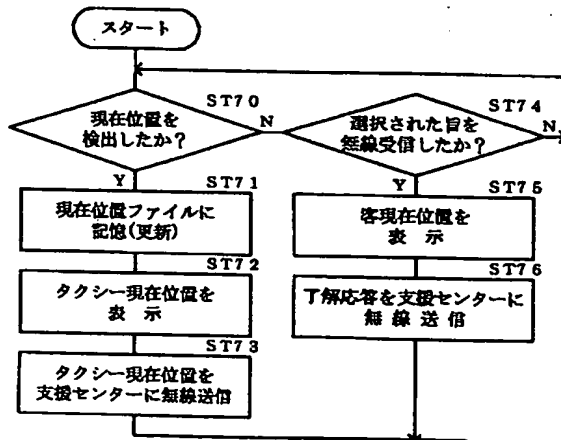 スタート
ST70
現在位置を
検出したか？
N
Y
ST71
現在位置ファイルに
記憶(更新)
ST72
タクシー現在位置を
表 示
ST73
タクシー現在位置を
支援センターに無線送信
ST74
選択された旨を
無線受信したか？
N
Y
ST75
客現在位置を
表 示
ST76
了解応答を支援センターに
無 線 送 信